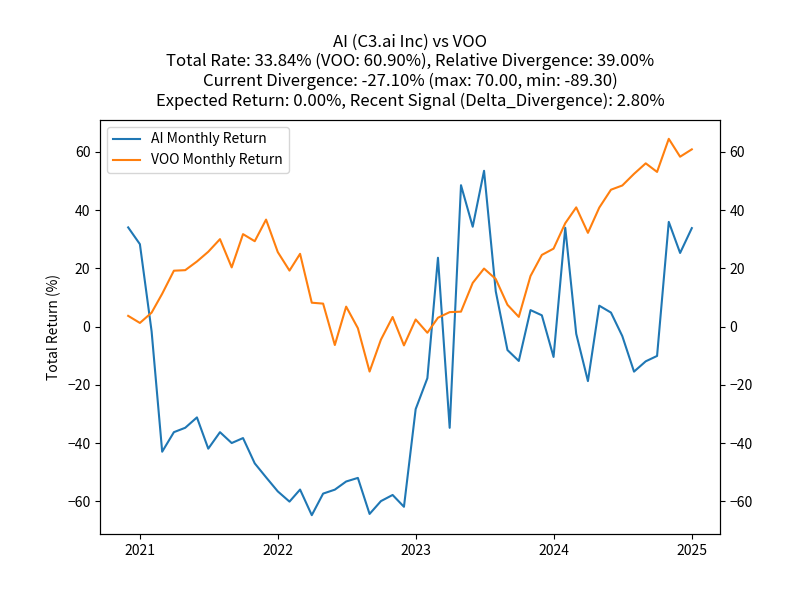 AI (C3.ai Inc) vs VOO
Total Rate: 33.84% (VOO: 60.90%), Relative Divergence: 39.00%
Current Divergence: -27.10% (max: 70.00, min: -89.30)
Expected Return: 0.00%, Recent Signal (Delta_Divergence): 2.80%
AI Monthly Return
VOO Monthly Return
Total Return (%)
60
40
20
0
−20
−40
−60
60
40
20
0
−20
−40
−60
2021 2022 2023 2024 2025